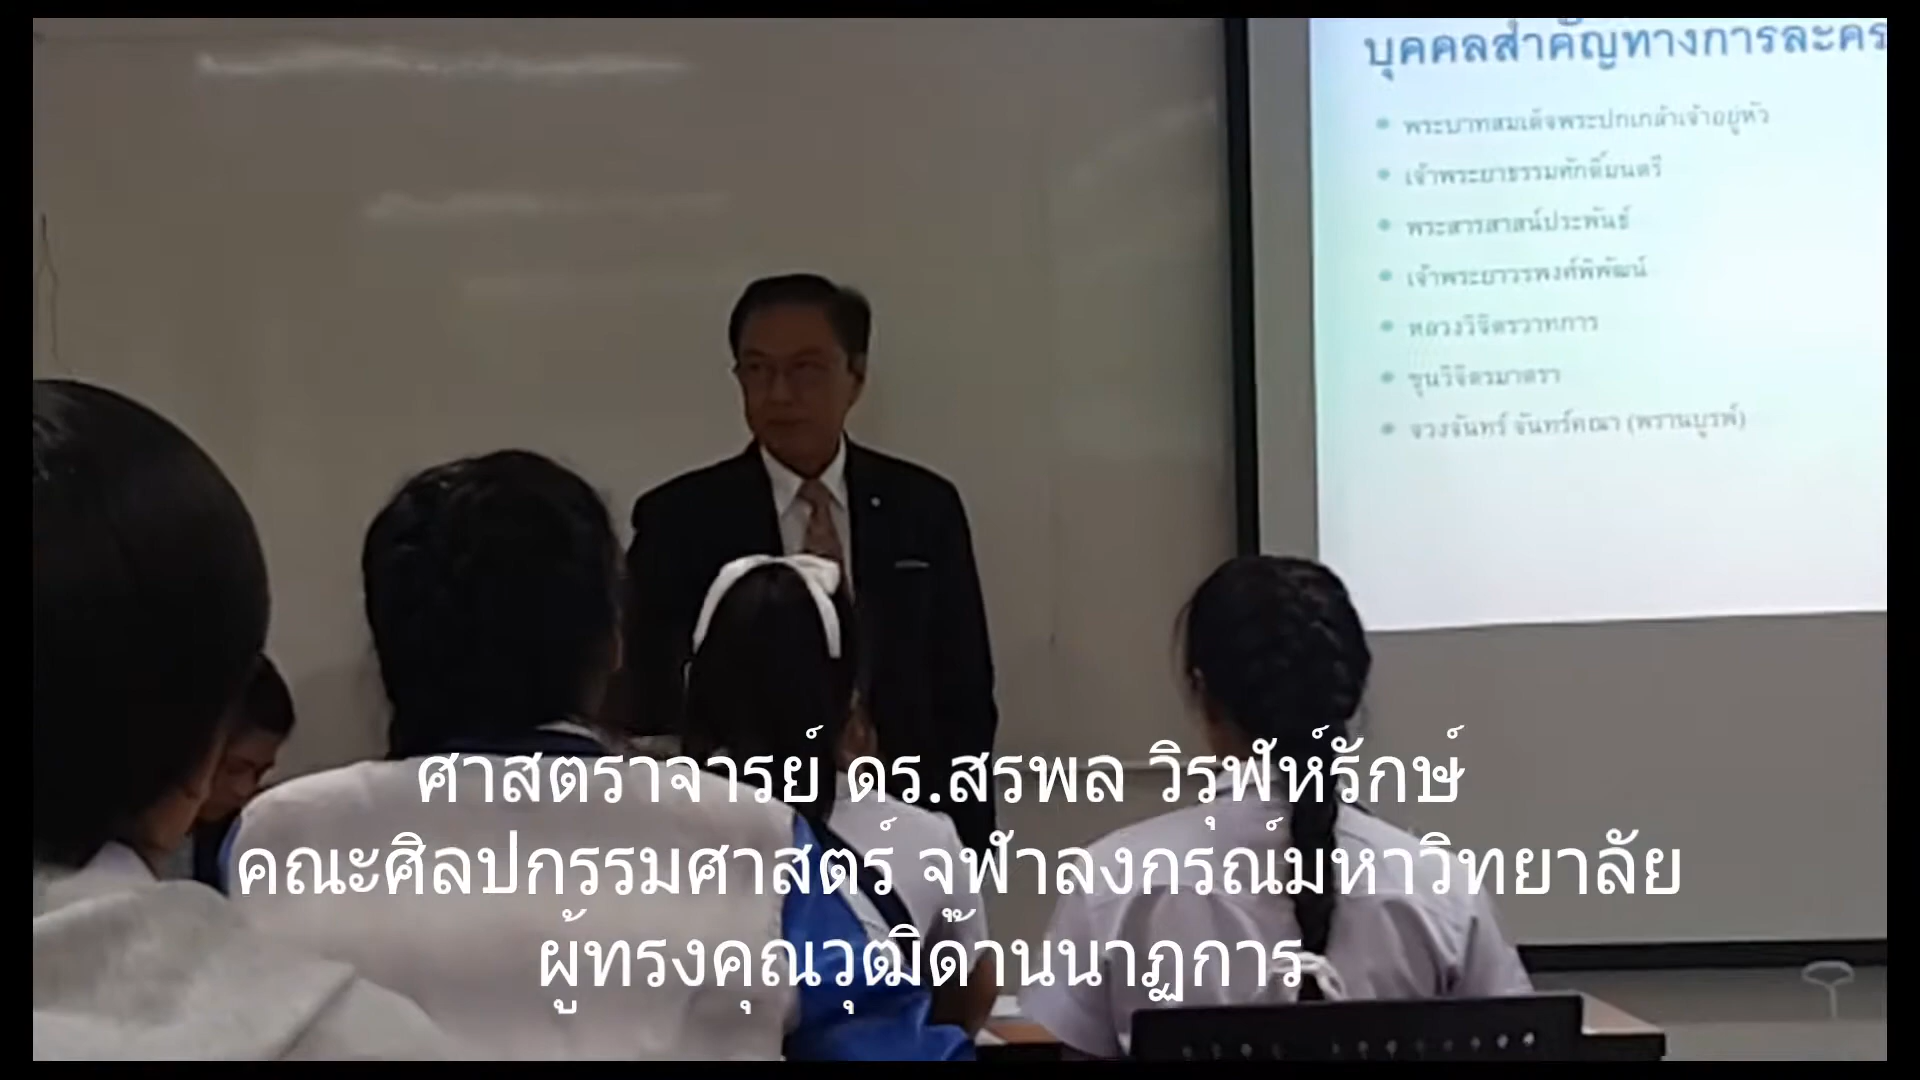 บุคคลสำคัญทางการละคร
พระบาทสมเด็จพระปกเกล้าเจ้าอยู่หัว
เจ้าพระยาธรรมศักดิ์มนตรี
พระสารสาสน์ประพันธ์
เจ้าพระยาวรพงศ์พิพัฒน์
หลวงวิจิตรวาทการ
ขุนวิจิตรมาตรา
จวงจันทร์ จันทร์คณา (พรานบูรพ์)
ศาสตราจารย์ ดร.สรพล วิรุฬห์รักษ์
คณะศิลปกรรมศาสตร์ จุฬาลงกรณ์มหาวิทยาลัย
ผู้ทรงคุณวุฒิด้านนาฏการ